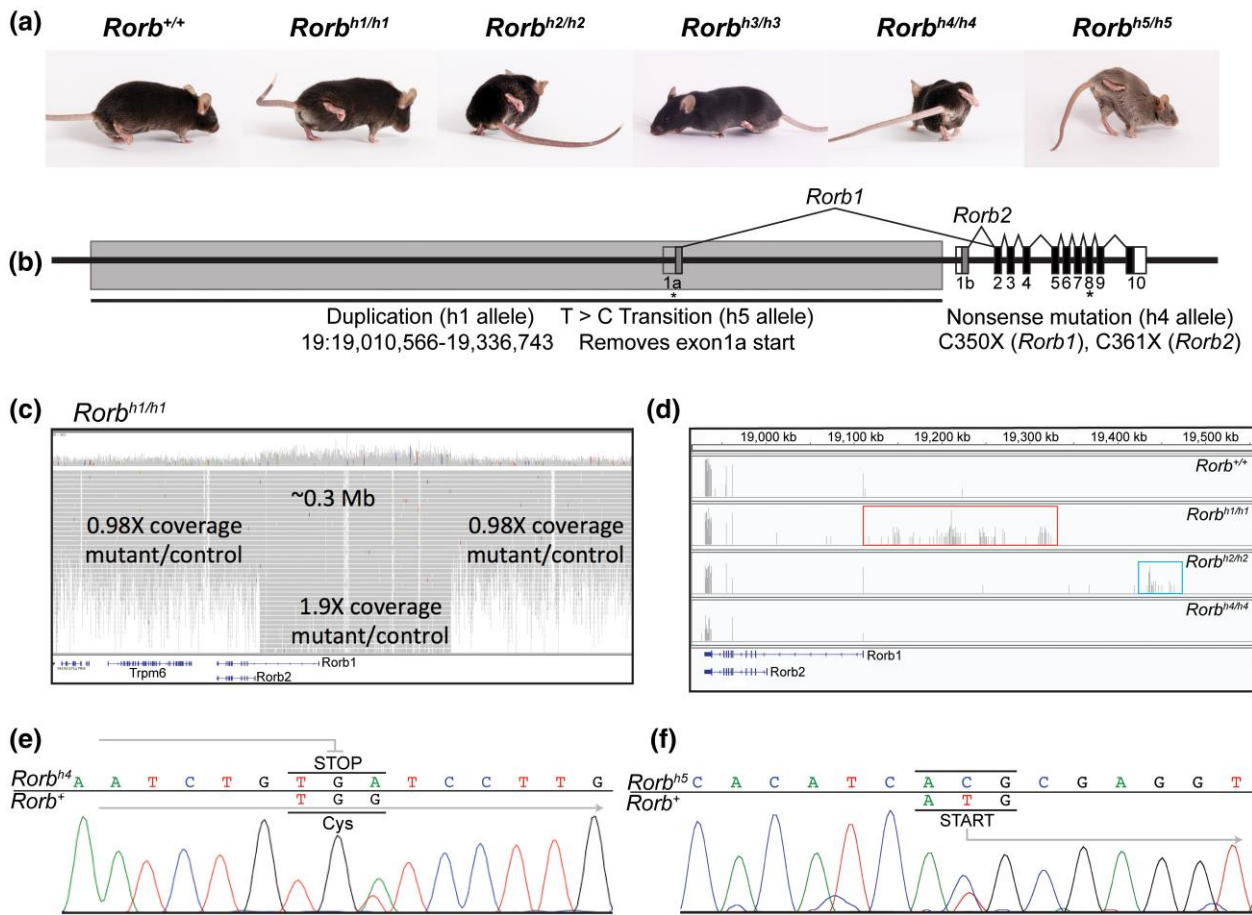 (a)
Rorb+/+ Rorbh1/h1 Rorbh2/h2 Rorbh3/h3 Rorbh4/h4 Rorbh5/h5
Rorb1
Rorb2
(b)
1a 1b 2 3 4 5 6 7 8 9 10
* *
Duplication (h1 allele) T > C Transition (h5 allele) Nonsense mutation (h4 allele)
19:19,010,566-19,336,743 Removes exon1a start C350X (Rorb1), C361X (Rorb2)
(c) Rorbh1/h1
~0.3 Mb
0.98X coverage 0.98X coverage
mutant/control mutant/control
1.9X coverage
mutant/control
Trpm6 Rorb1
Rorb2
(d)
19,000 kb 19,100 kb 19,200 kb 19,300 kb 19,400 kb 19,500 kb
Rorb+/+
Rorbh1/h1
Rorbh2/h2
Rorbh4/h4
Rorb1
Rorb2
(e)
STOP
Rorbh4 A A T C T G T G A T C C T T G
Rorb+ T G G
Cys
(f)
Rorbh5 C A C A T C A C G C G A G G T
Rorb+ A T G
START